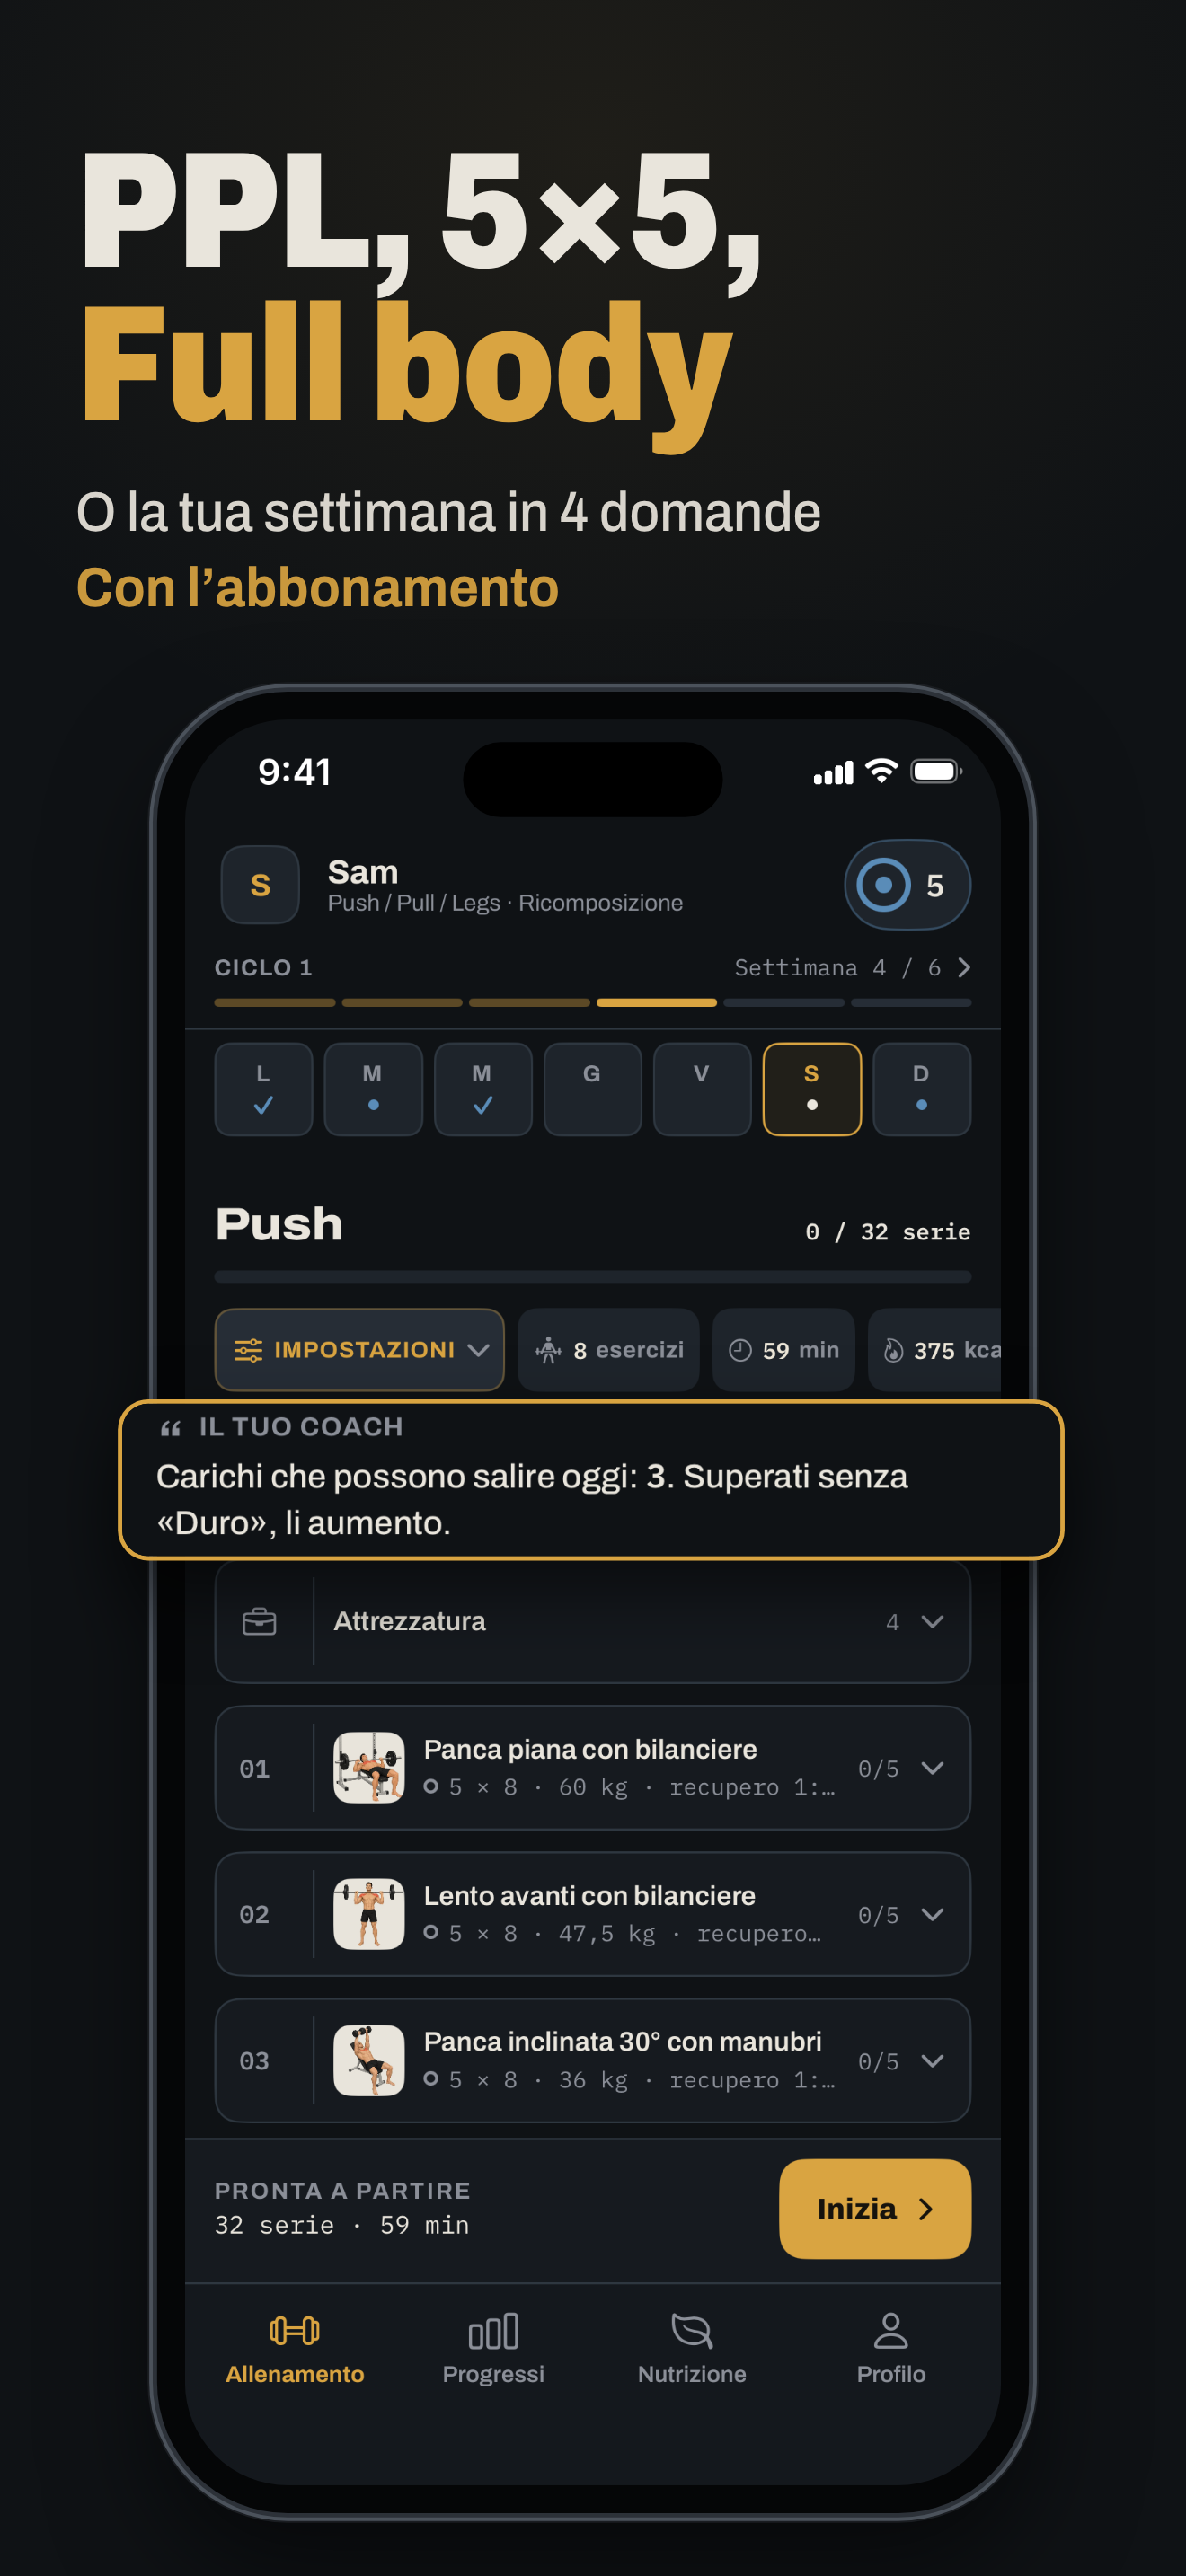 PPL, 5×5,
Full body
O la tua settimana in 4 domande
Con l’abbonamento
9:41
S
Sam
Push / Pull / Legs · Ricomposizione
5
CICLO 1
Settimana 4 / 6
L M M G V S D
Push
0 / 32 serie
IMPOSTAZIONI
8 esercizi
59 min
375 kca
“ IL TUO COACH
Carichi che possono salire oggi: 3. Superati senza
«Duro», li aumento.
Attrezzatura
4
01
Panca piana con bilanciere
5 × 8 · 60 kg · recupero 1:…
0/5
02
Lento avanti con bilanciere
5 × 8 · 47,5 kg · recupero…
0/5
03
Panca inclinata 30° con manubri
5 × 8 · 36 kg · recupero 1:…
0/5
PRONTA A PARTIRE
32 serie · 59 min
Inizia
Allenamento
Progressi
Nutrizione
Profilo